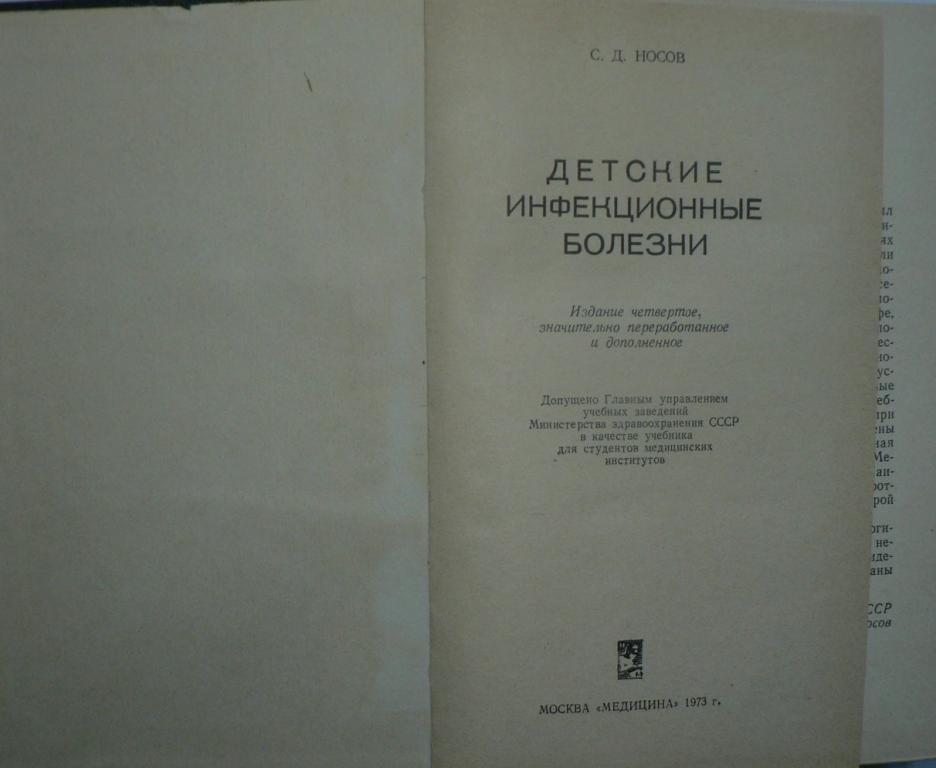 С. Д. НОСОВ
ДЕТСКИЕ
ИНФЕКЦИОННЫЕ
БОЛЕЗНИ
Издание четвертое,
значительно переработанное
и дополненное
Допущено Главным управлением
учебных заведений
Министерства здравоохранения СССР
в качестве учебника
для студентов медицинских
институтов
МОСКВА «МЕДИЦИНА» 1973 г.